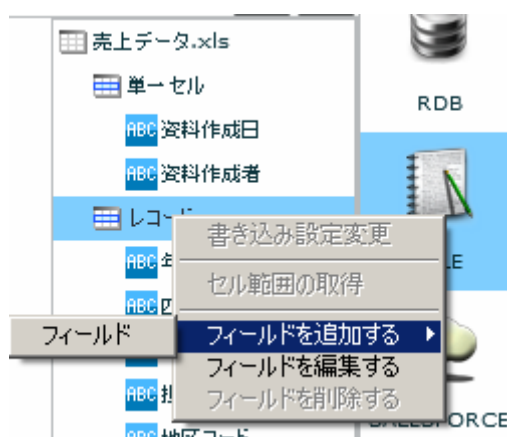 売上データ.xls
単一セル
ABC 資料作成日
ABC 資料作成者
レコード
ABC 年
ABC 四
ABC 担
ABC 地区コード
書き込み設定変更
セル範囲の取得
フィールドを追加する
フィールドを編集する
フィールドを削除する
フィールド
RDB
LE
SALESFORCE